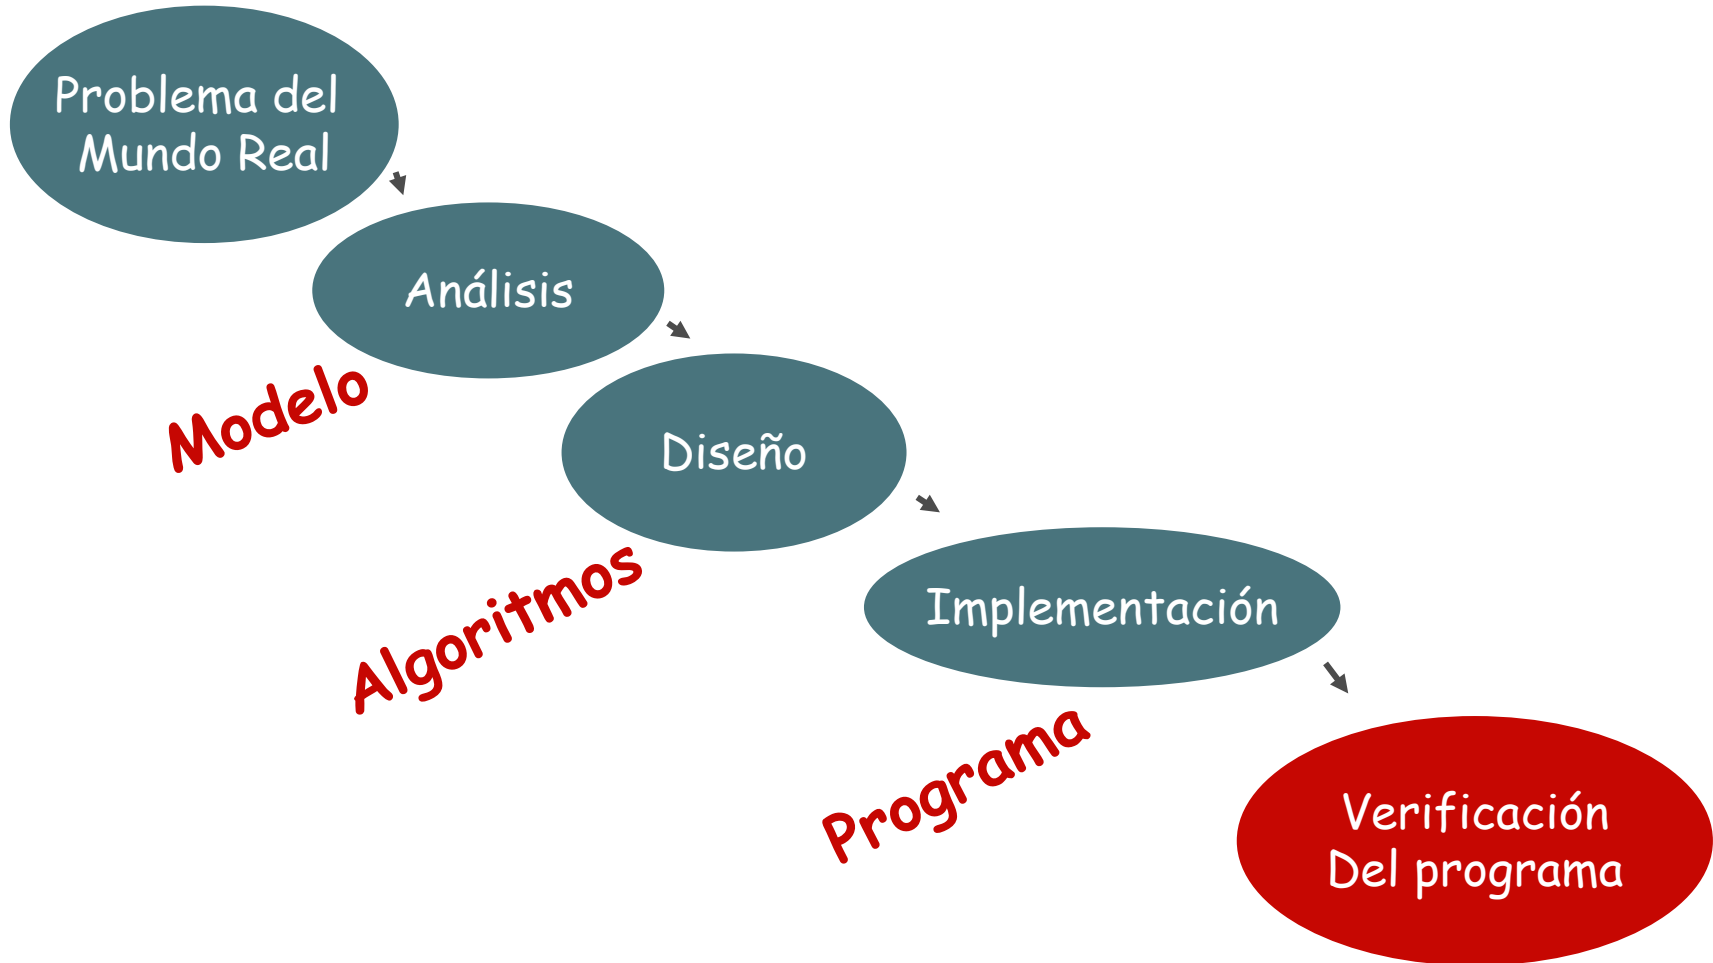 Problema del
Mundo Real
Análisis
Modelo
Diseño
Algoritmos
Implementación
Programa
Verificación
Del programa